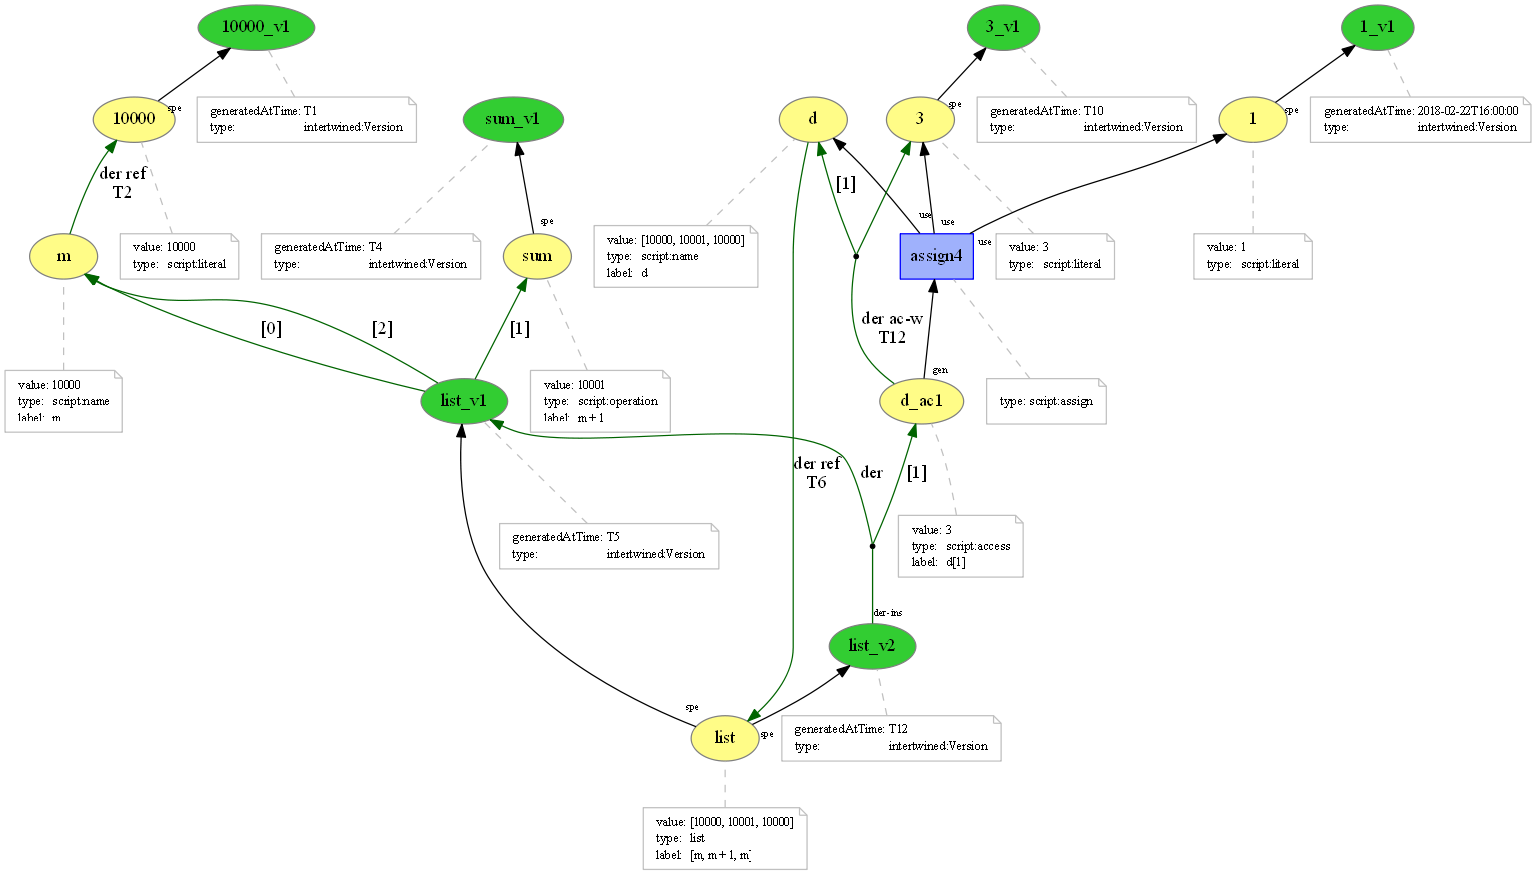 10000_v1
3_v1
1_v1
spe
generatedAtTime: T1
type: intertwined:Version
10000
sum_v1
d
3
spe
generatedAtTime: T10
type: intertwined:Version
1
spe
generatedAtTime: 2018-02-22T16:00:00
type: intertwined:Version
der ref
T2
[1]
use
use
use
spe
m
value: 10000
type: script:literal
generatedAtTime: T4
type: intertwined:Version
sum
value: [10000, 10001, 10000]
type: script:name
label: d
assign4
value: 3
type: script:literal
value: 1
type: script:literal
[0]
[2]
[1]
der ac-w
T12
gen
value: 10000
type: script:name
label: m
list_v1
value: 10001
type: script:operation
label: m + 1
d_ac1
type: script:assign
der ref
T6
der
[1]
generatedAtTime: T5
type: intertwined:Version
value: 3
type: script:access
label: d[1]
der-ins
list_v2
spe
spe
list
generatedAtTime: T12
type: intertwined:Version
value: [10000, 10001, 10000]
type: list
label: [m, m + 1, m]